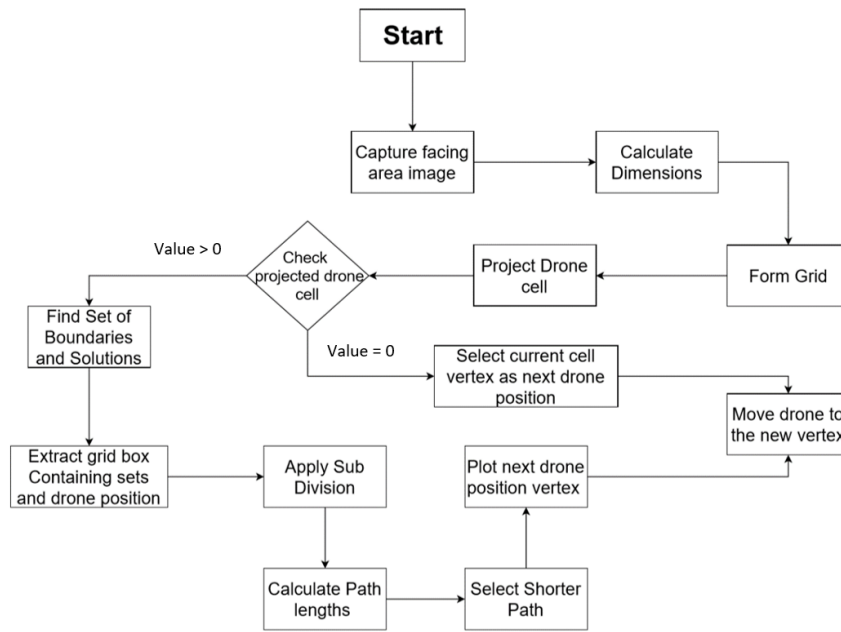 Start
Capture facing
area image
Calculate
Dimensions
Form Grid
Project Drone
cell
Check
projected drone
cell
Value > 0
Value = 0
Find Set of
Boundaries
and Solutions
Select current cell
vertex as next drone
position
Move drone to
the new vertex
Extract grid box
Containing sets
and drone position
Apply Sub
Division
Calculate Path
lengths
Select Shorter
Path
Plot next drone
position vertex